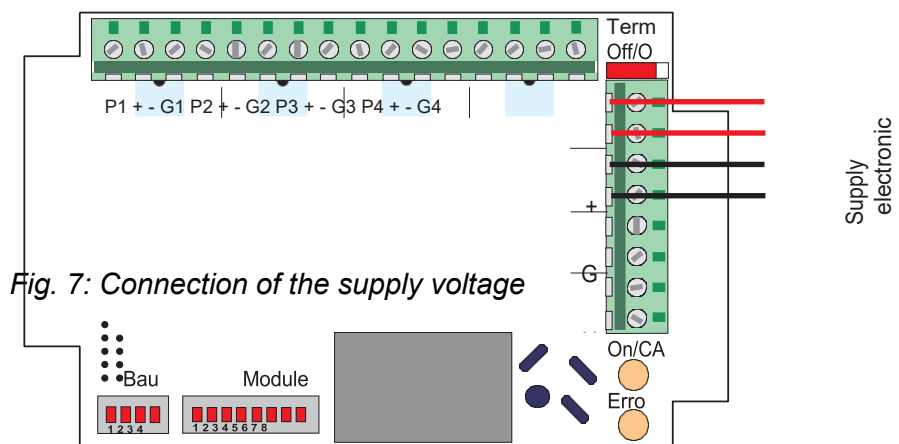 Term
Off/O
P1 + - G1 P2 + - G2 P3 + - G3 P4 + - G4
+
G
Supply
electronic
Fig. 7: Connection of the supply voltage
On/CA
Bau
Module
Erro
1 2 3 4
1 2 3 4 5 6 7 8